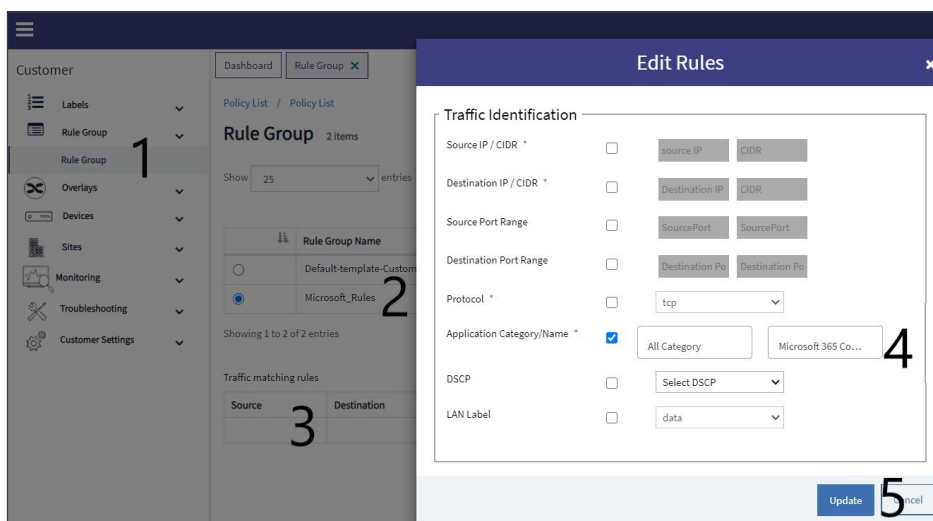 Customer
Labels
Rule Group
Rule Group
1
Overlays
Devices
Sites
Monitoring
Troubleshooting
Customer Settings
Dashboard
Rule Group X
Policy List / Policy List
Rule Group 2 items
Show 25 entries
Rule Group Name
Default-template-Custom
Microsoft_Rules
2
Showing 1 to 2 of 2 entries
Traffic matching rules
Source Destination
3
Edit Rules
Traffic Identification
Source IP / CIDR * source IP CIDR
Destination IP / CIDR * Destination IP CIDR
Source Port Range SourcePort SourcePort
Destination Port Range Destination Po Destination Po
Protocol * tcp
Application Category/Name * All Category Microsoft 365 Co...
4
DSCP Select DSCP
LAN Label data
Update Cancel
5